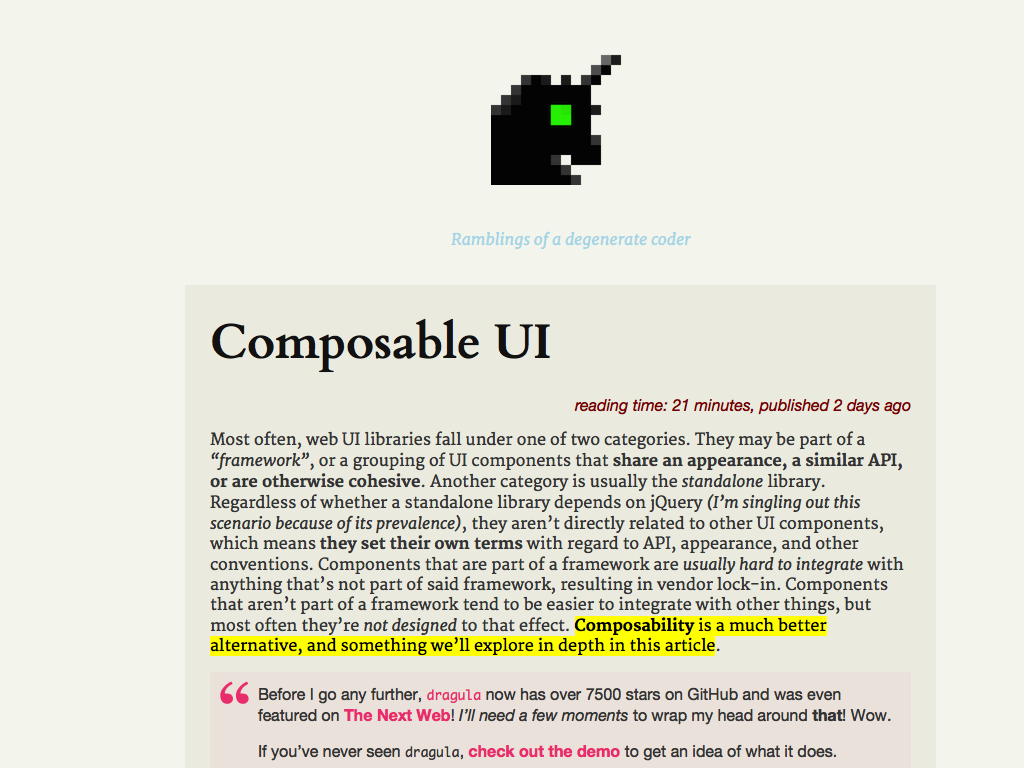 Ramblings of a degenerate coder
Composable UI
reading time: 21 minutes, published 2 days ago
Most often, web UI libraries fall under one of two categories. They may be part of a
“framework”, or a grouping of UI components that share an appearance, a similar API,
or are otherwise cohesive. Another category is usually the standalone library.
Regardless of whether a standalone library depends on jQuery (I’m singling out this
scenario because of its prevalence), they aren’t directly related to other UI components,
which means they set their own terms with regard to API, appearance, and other
conventions. Components that are part of a framework are usually hard to integrate with
anything that’s not part of said framework, resulting in vendor lock-in. Components
that aren’t part of a framework tend to be easier to integrate with other things, but
most often they’re not designed to that effect. Composability is a much better
alternative, and something we’ll explore in depth in this article.
“ Before I go any further, dragula now has over 7500 stars on GitHub and was even
featured on The Next Web! I’ll need a few moments to wrap my head around that! Wow.
If you’ve never seen dragula, check out the demo to get an idea of what it does.